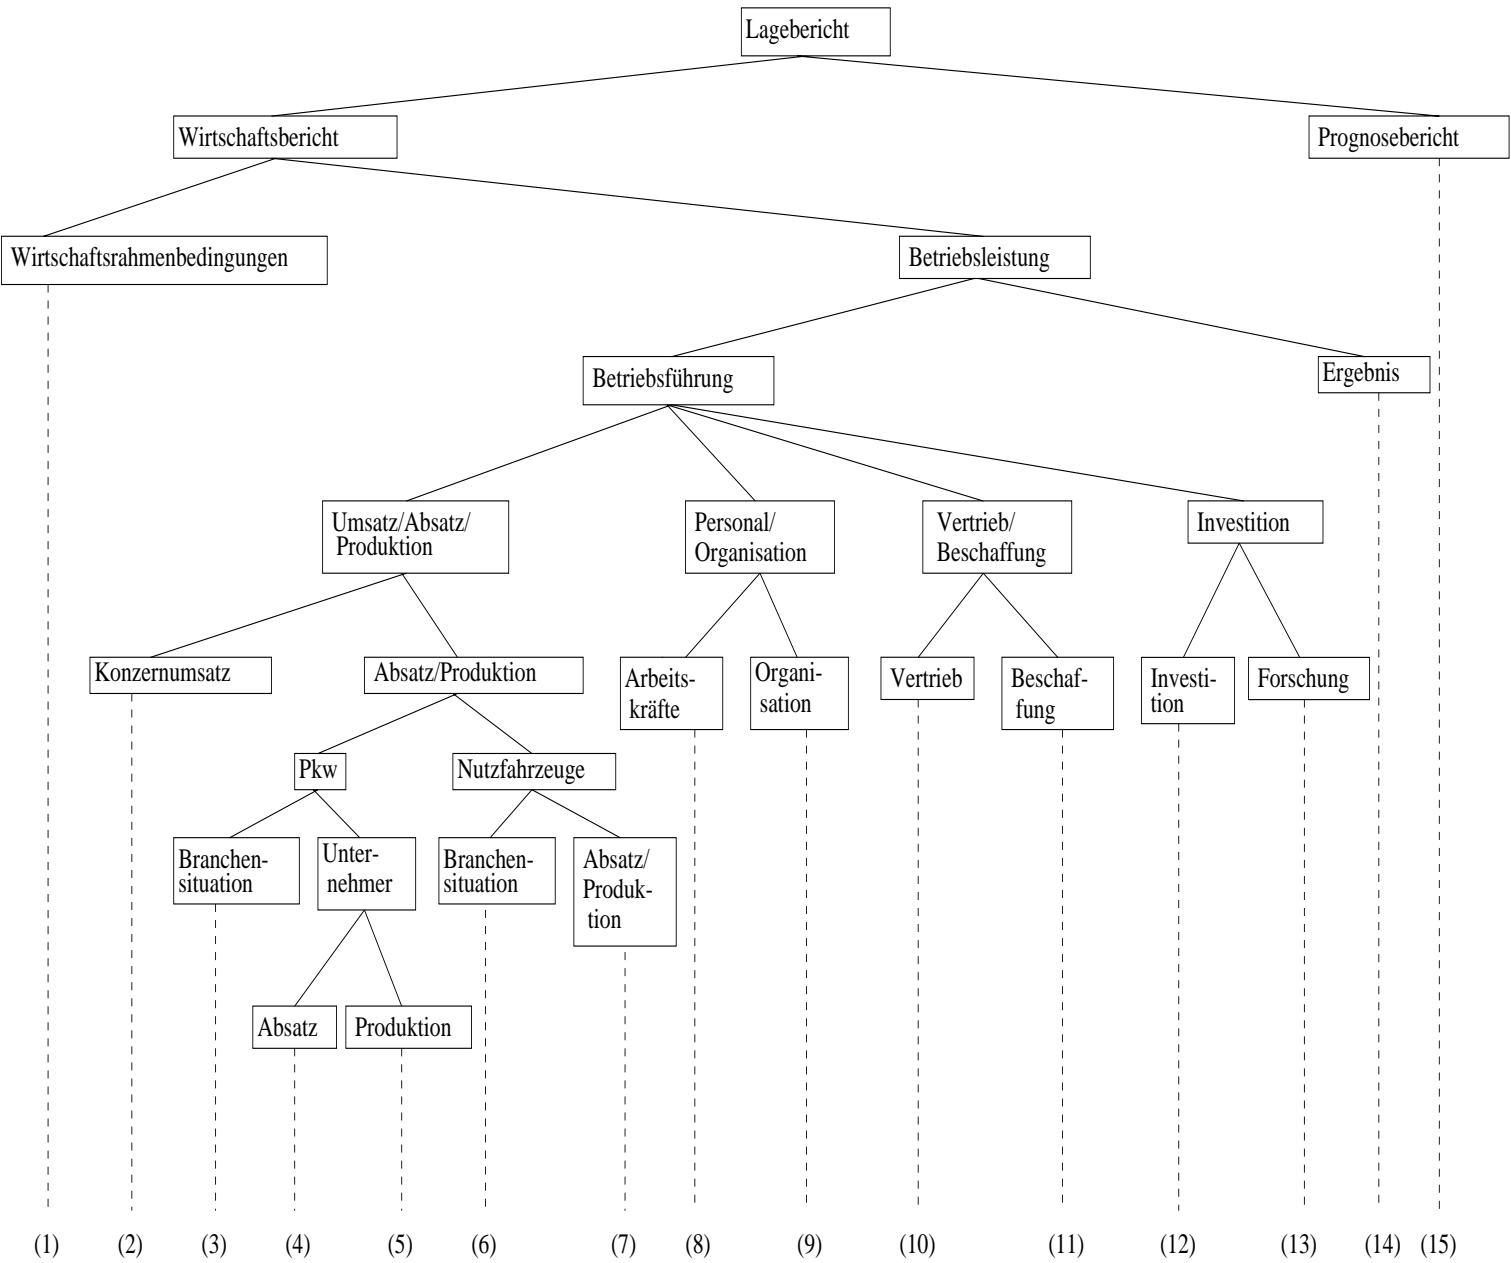 Lagebericht
Wirtschaftsbericht
Prognosebericht
Wirtschaftsrahmenbedingungen
Betriebsleistung
Betriebsführung
Ergebnis
Umsatz/Absatz/
Produktion
Personal/
Organisation
Vertrieb/
Beschaffung
Investition
Konzernumsatz
Absatz/Produktion
Arbeits-
kräfte
Organi-
sation
Vertrieb
Beschaf-
fung
Investi-
tion
Forschung
Pkw
Nutzfahrzeuge
Branchen-
situation
Unter-
nehmer
Branchen-
situation
Absatz/
Produk-
tion
Absatz
Produktion
(1) (2) (3) (4) (5) (6) (7) (8) (9) (10) (11) (12) (13) (14) (15)